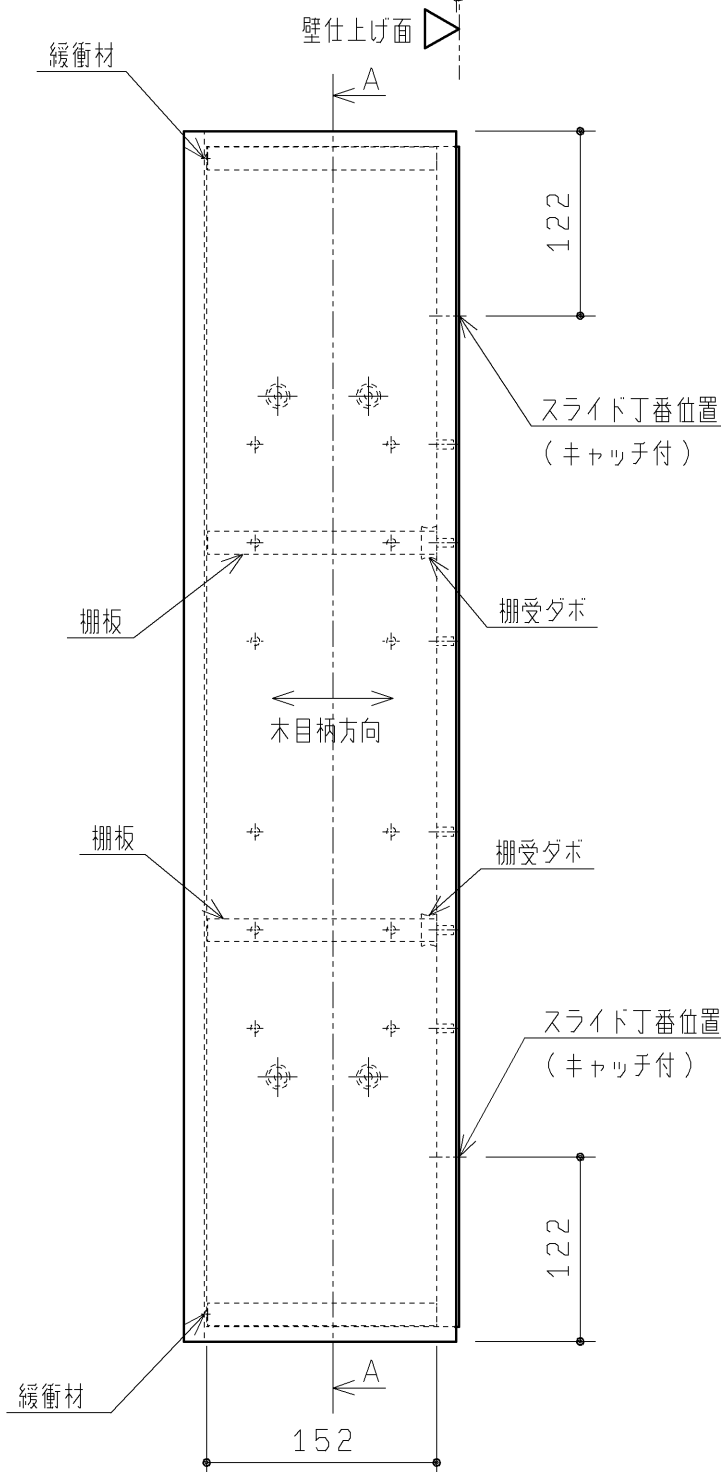 壁仕上げ面
緩衝材
A
122
スライド丁番位置
(キャッチ付)
棚板
棚受ダボ
木目柄方向
棚板
棚受ダボ
スライド丁番位置
(キャッチ付)
122
緩衝材
A
152